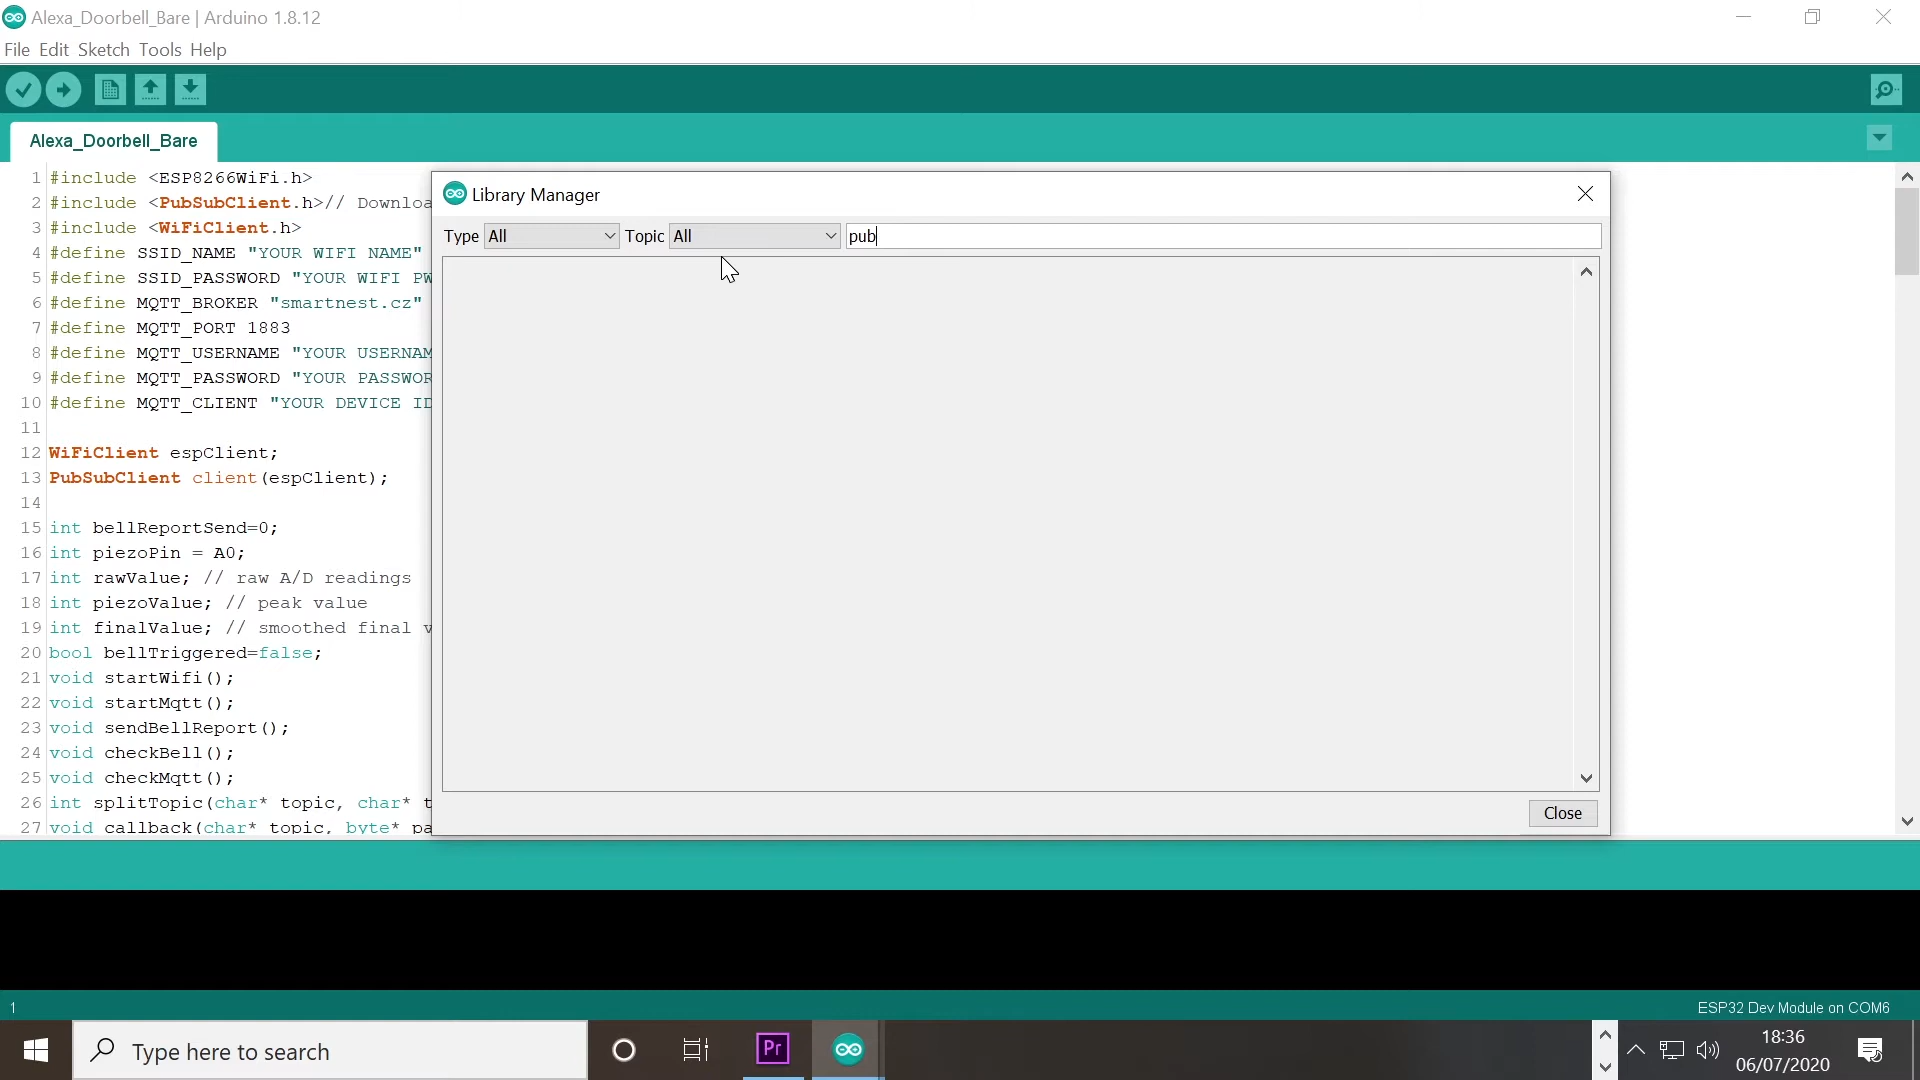 Alexa_Doorbell_Bare | Arduino 1.8.12
File Edit Sketch Tools Help
Alexa_Doorbell_Bare
1 #include <ESP8266WiFi.h>
2 #include <PubSubClient.h>// Downloa
3 #include <WiFiClient.h>
4 #define SSID_NAME "YOUR WIFI NAME"
5 #define SSID_PASSWORD "YOUR WIFI PW
6 #define MQTT_BROKER "smartnest.cz"
7 #define MQTT_PORT 1883
8 #define MQTT_USERNAME "YOUR USERNAM
9 #define MQTT_PASSWORD "YOUR PASSWOR
10 #define MQTT_CLIENT "YOUR DEVICE ID
11
12 WiFiClient espClient;
13 PubSubClient client(espClient);
14
15 int bellReportSend=0;
16 int piezoPin = A0;
17 int rawValue; // raw A/D readings
18 int piezoValue; // peak value
19 int finalValue; // smoothed final v
20 bool bellTriggered=false;
21 void startWifi();
22 void startMqtt();
23 void sendBellReport();
24 void checkBell();
25 void checkMqtt();
26 int splitTopic(char* topic, char* t
27 void callback(char* topic, byte* pa
Library Manager
Type All Topic All pub
Close
1
ESP32 Dev Module on COM6
Type here to search
Pr
18:36
06/07/2020